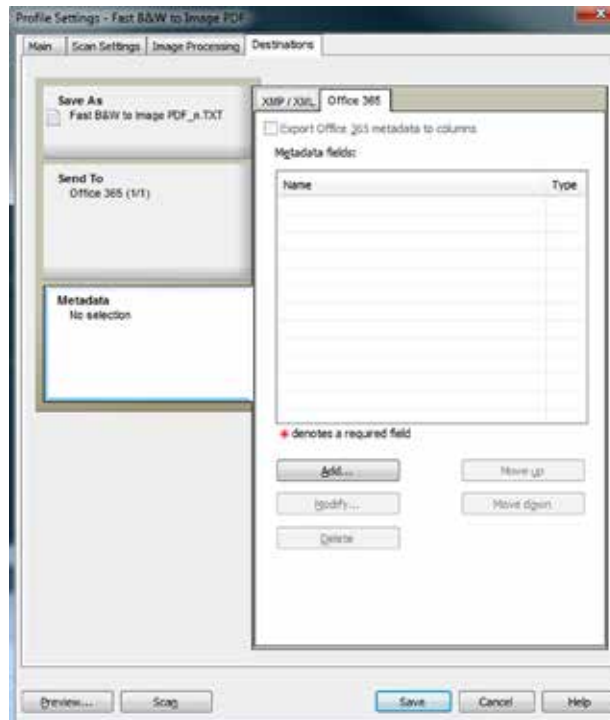 Profile Settings - Fast B&W to Image PDF
Main Scan Settings Image Processing Destinations
Save As
Fast B&W to Image PDF_n.TXT
Send To
Office 365 (1/1)
Metadata
No selection
XMP / XML Office 365
Export Office 365 metadata to columns
Metadata fields:
Name Type
* denotes a required field
Add... Move up
Modify... Move down
Delete
Preview... Scan Save Cancel Help